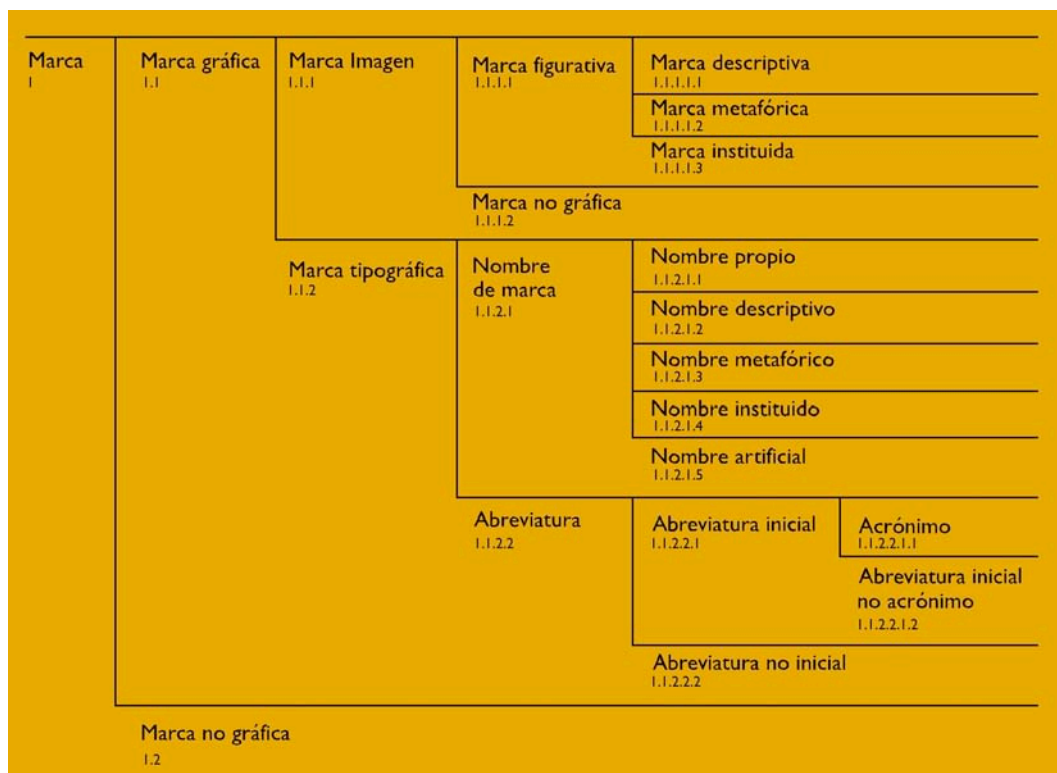 Marca
1
Marca gráfica
1.1
Marca Imagen
1.1.1
Marca figurativa
1.1.1.1
Marca descriptiva
1.1.1.1.1
Marca metafórica
1.1.1.1.2
Marca instituida
1.1.1.1.3
Marca no gráfica
1.1.1.2
Marca tipográfica
1.1.2
Nombre
de marca
1.1.2.1
Nombre propio
1.1.2.1.1
Nombre descriptivo
1.1.2.1.2
Nombre metafórico
1.1.2.1.3
Nombre instituido
1.1.2.1.4
Nombre artificial
1.1.2.1.5
Abreviatura
1.1.2.2
Abreviatura inicial
1.1.2.2.1
Acrónimo
1.1.2.2.1.1
Abreviatura inicial
no acrónimo
1.1.2.2.1.2
Abreviatura no inicial
1.1.2.2.2
Marca no gráfica
1.2